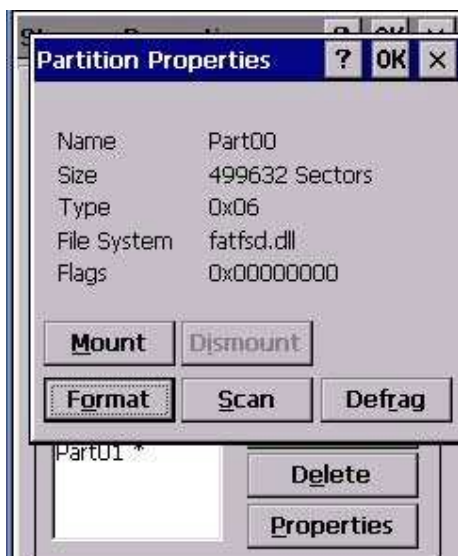 Partition Properties ? OK ×
Name Part00
Size 499632 Sectors
Type 0x06
File System fatfsd.dll
Flags 0x00000000
Mount Dismount
Format Scan Defrag
Part01 *
Delete
Properties